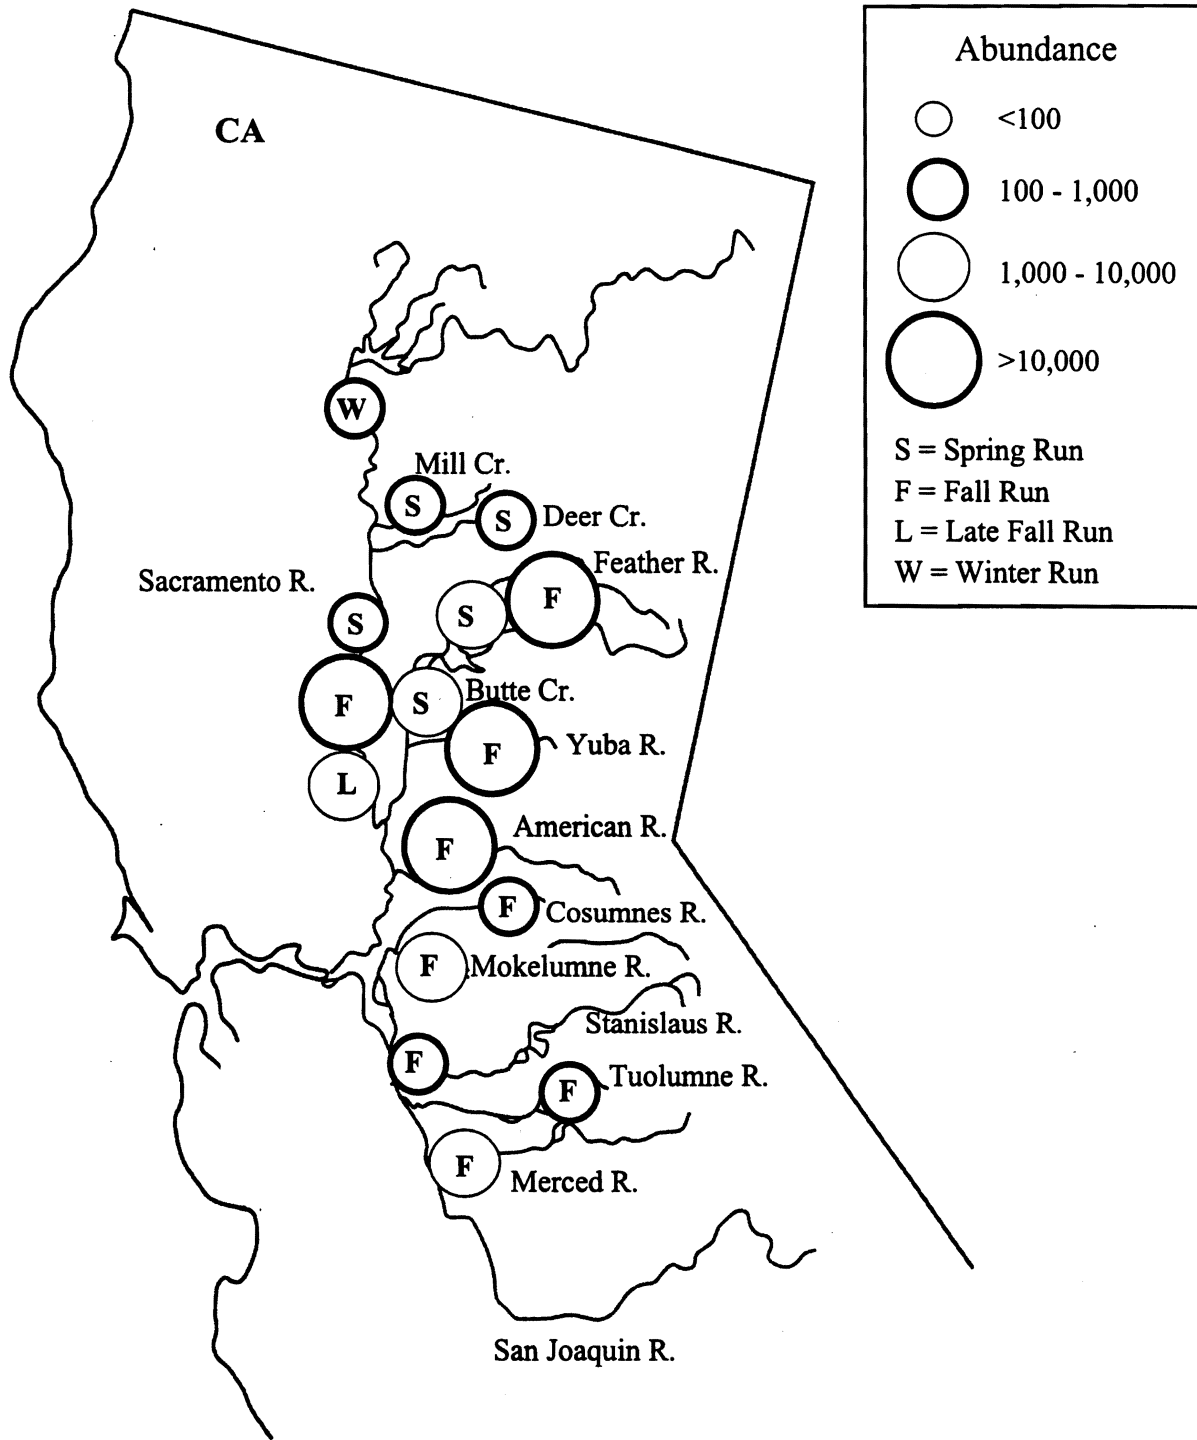 CA
Abundance
<100
100 - 1,000
1,000 - 10,000
>10,000
S = Spring Run
F = Fall Run
L = Late Fall Run
W = Winter Run
W
Mill Cr.
S
S
Deer Cr.
Feather R.
Sacramento R.
S
F
S
F
S
Butte Cr.
F
Yuba R.
L
American R.
F
F
Cosumnes R.
F
Mokelumne R.
Stanislaus R.
F
F
Tuolumne R.
F
Merced R.
San Joaquin R.